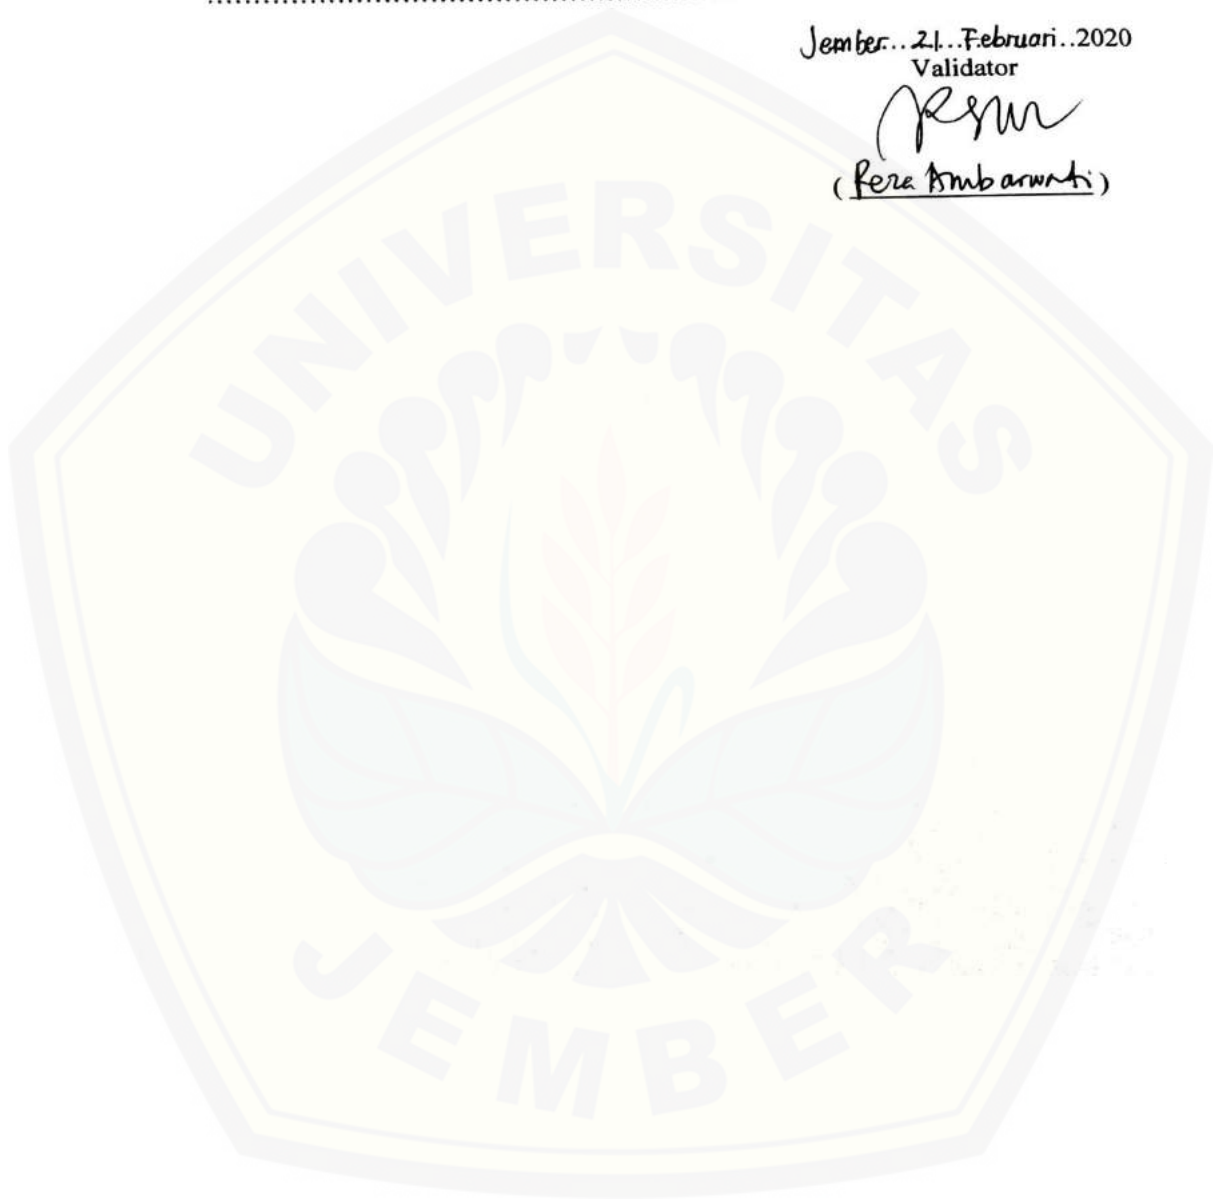 Jember.. 21...Februari..2020
Validator
(Reza Ambarwati)
UNIVERSITAS
JEMBER